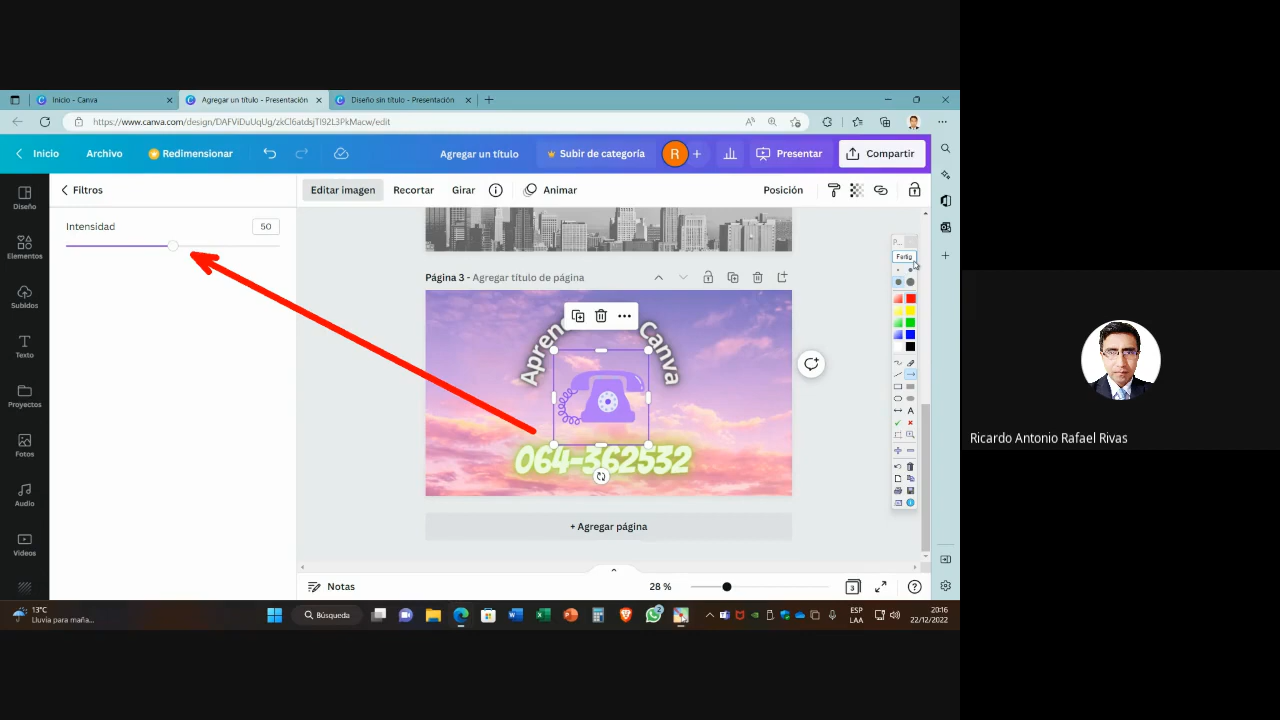 Inicio - Canva
Agregar un título - Presentación
Diseño sin título - Presentación
https://www.canva.com/design/DAFViDuUqUg/zkCl6atdsjTl92L3PkMacw/edit
Inicio
Archivo
Redimensionar
Agregar un título
Subir de categoría
R
Presentar
Compartir
Diseño
Elementos
Subidos
Texto
Proyectos
Fotos
Audio
Videos
Filtros
Intensidad
50
Editar imagen
Recortar
Girar
Animar
Posición
Página 3 - Agregar título de página
Canva
064-362532
+ Agregar página
Notas
28 %
3
P...
Fertig
A
Ricardo Antonio Rafael Rivas
13°C
Lluvia para maña...
Búsqueda
2
ESP
LAA
20:16
22/12/2022